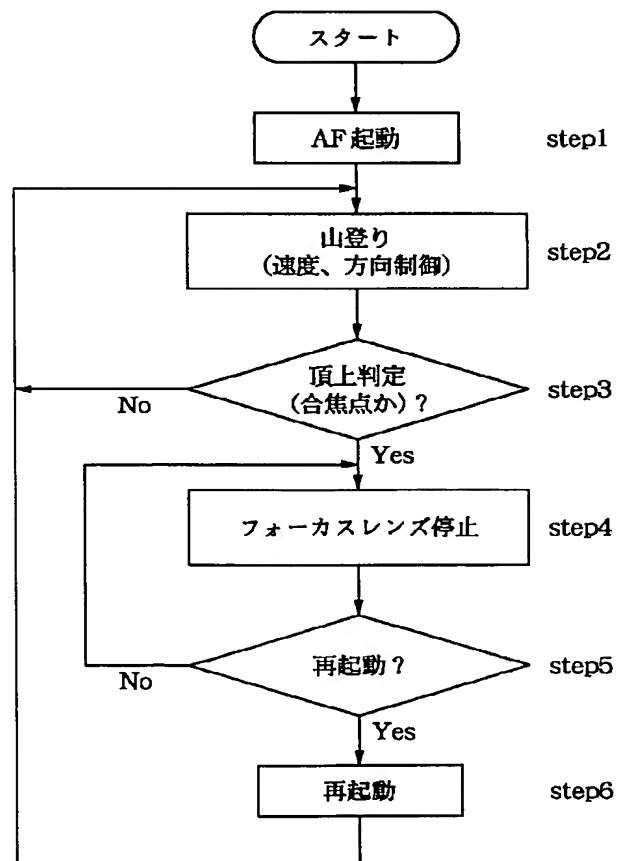 スタート
AF起動 step1
山登り
(速度、方向制御) step2
頂上判定
(合焦点か)? step3
No
Yes
フォーカスレンズ停止 step4
再起動? step5
No
Yes
再起動 step6